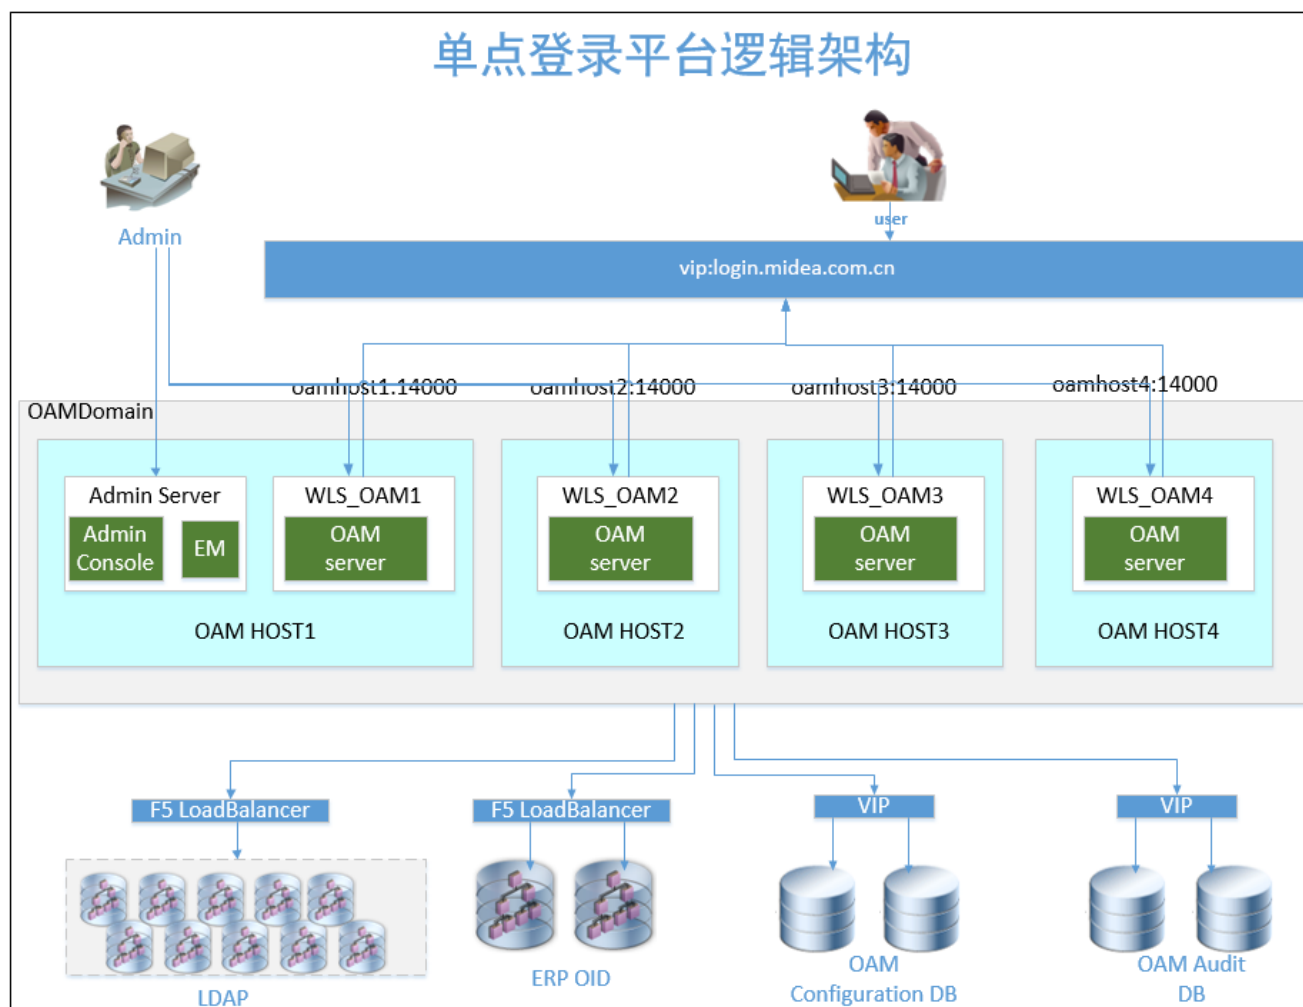 单点登录平台逻辑架构
Admin
user
vip:login.midea.com.cn
oamhost1:14000
oamhost2:14000
oamhost3:14000
oamhost4:14000
OAMDomain
Admin Server
Admin
Console
EM
WLS_OAM1
OAM
server
OAM HOST1
WLS_OAM2
OAM
server
OAM HOST2
WLS_OAM3
OAM
server
OAM HOST3
WLS_OAM4
OAM
server
OAM HOST4
F5 LoadBalancer
F5 LoadBalancer
VIP
VIP
LDAP
ERP OID
OAM
Configuration DB
OAM Audit
DB